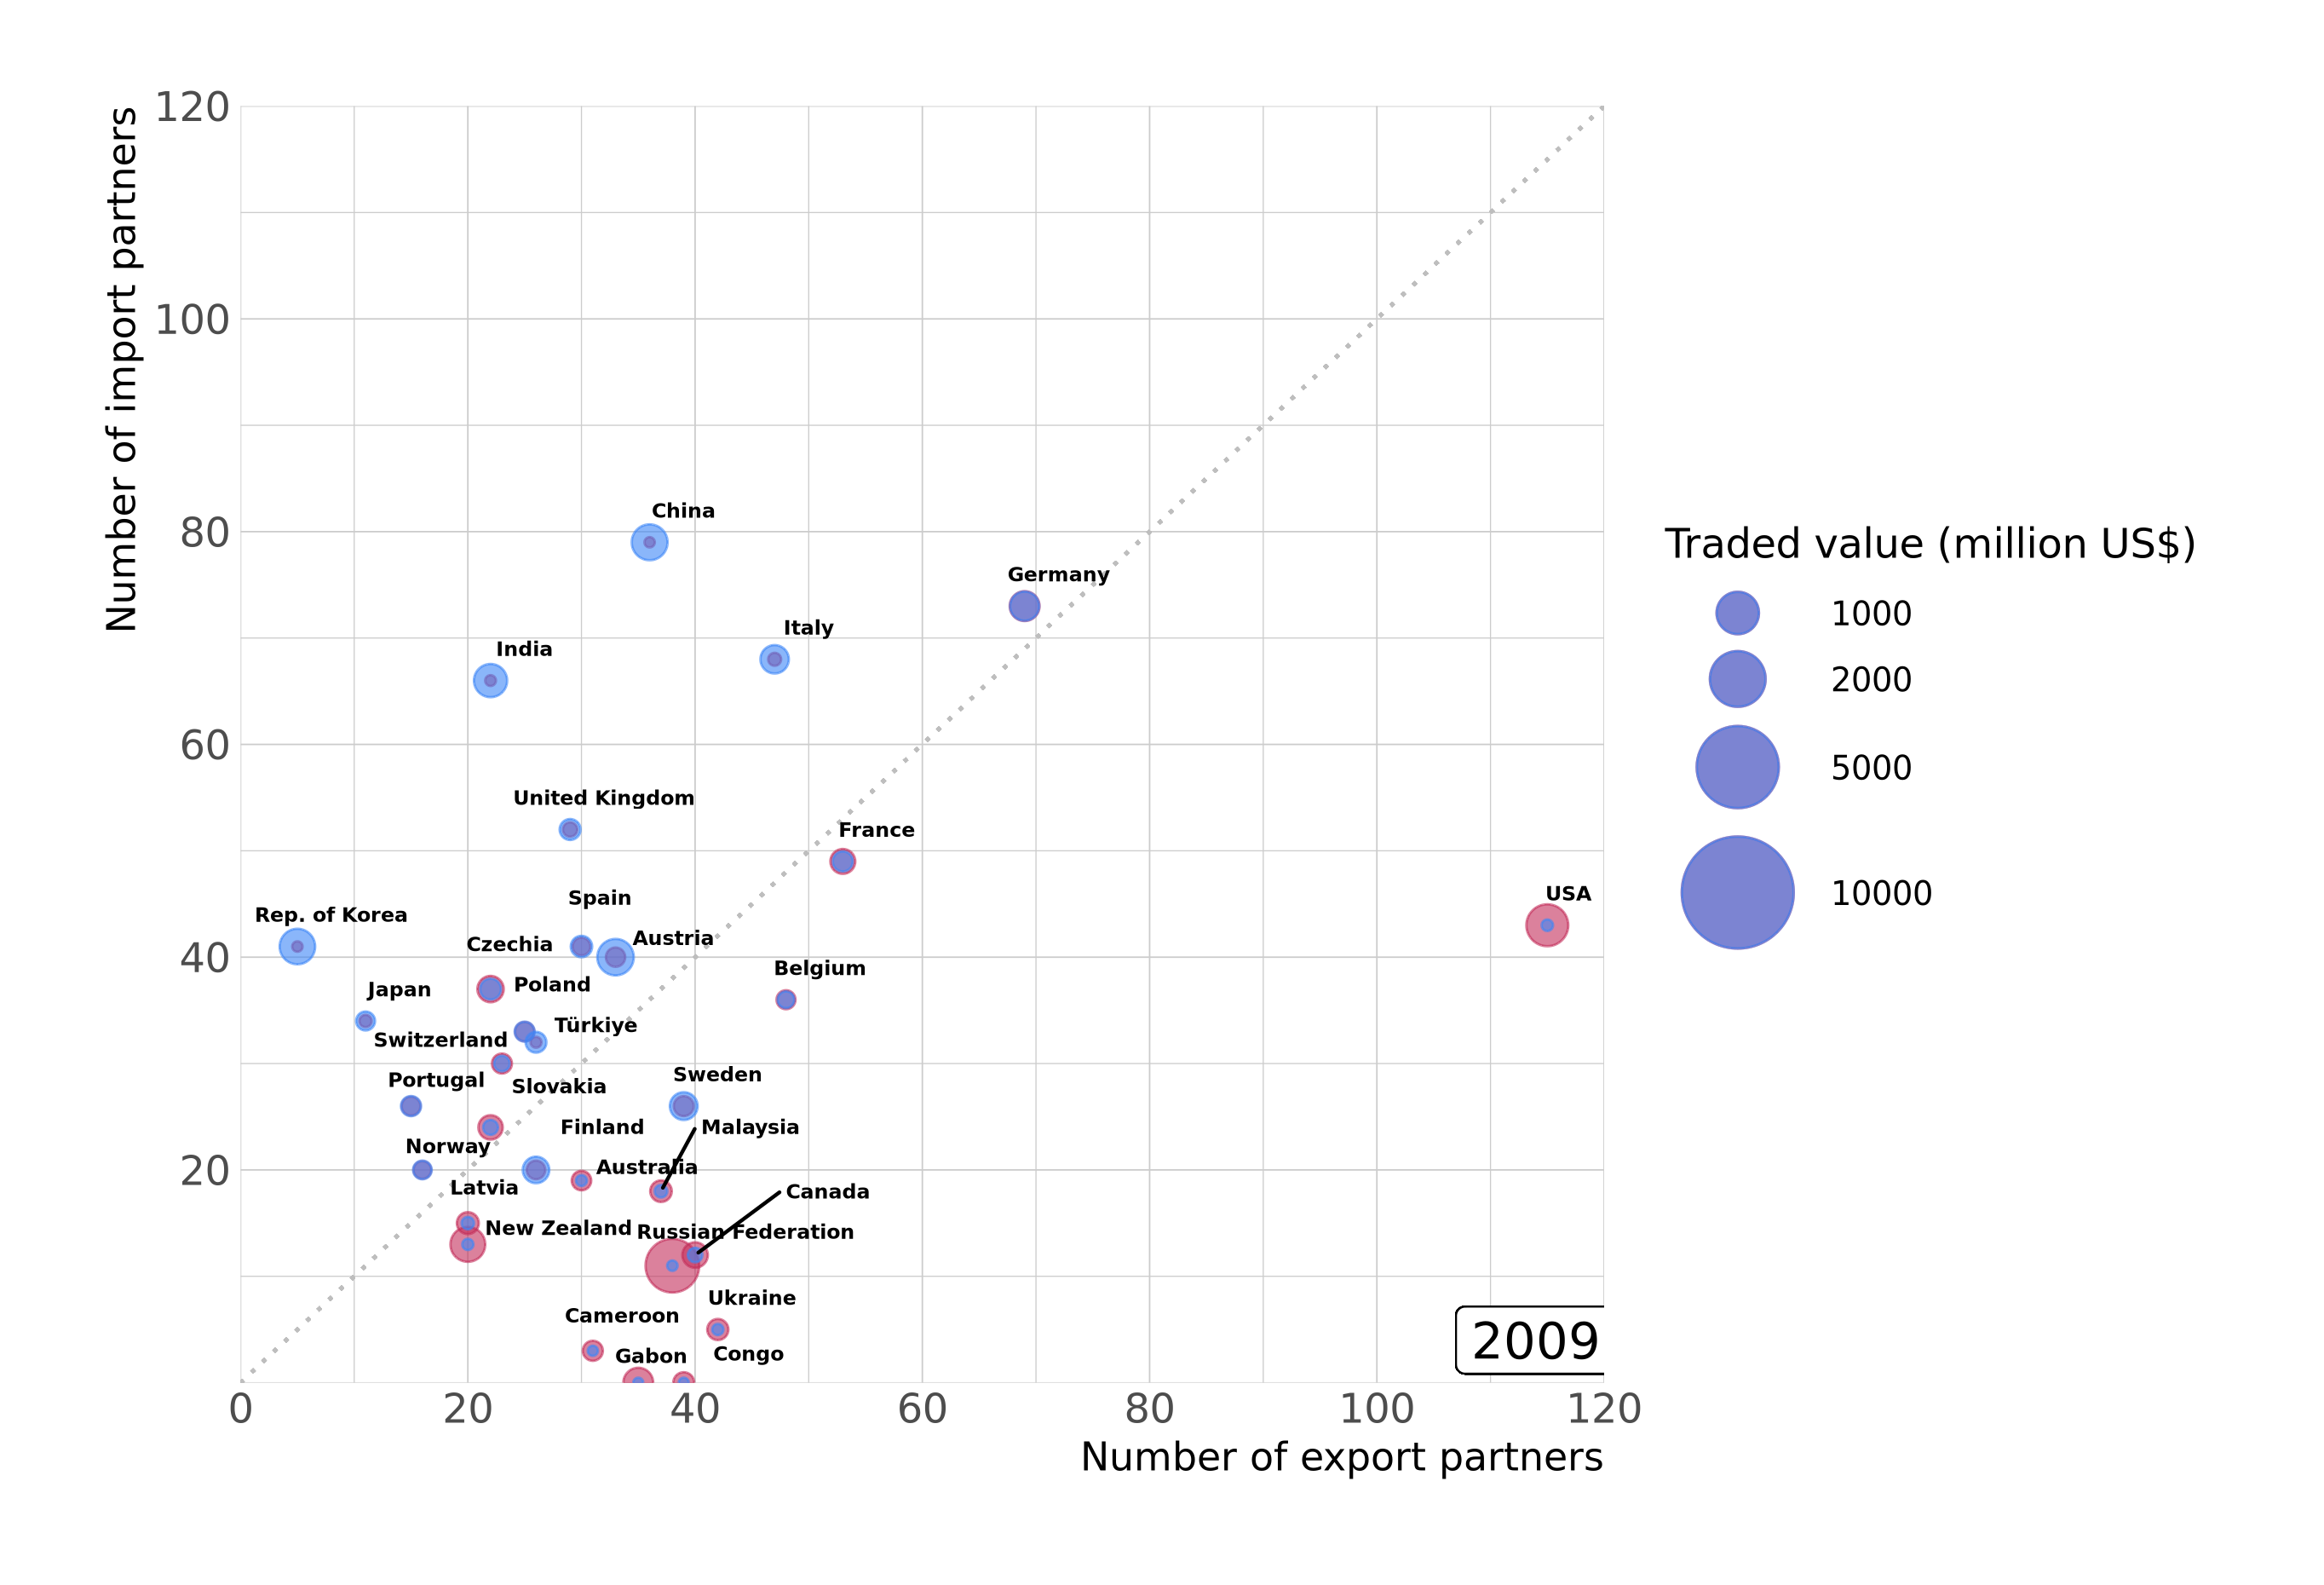 Number of import partners
120
100
80
60
40
20
China
Germany
Italy
India
United Kingdom
France
Spain
USA
Rep. of Korea
Czechia
Austria
Belgium
Poland
Japan
Türkiye
Switzerland
Sweden
Portugal
Slovakia
Finland
Malaysia
Norway
Australia
Latvia
Canada
New Zealand
Russian Federation
Ukraine
Cameroon
Congo
Gabon
2009
0 20 40 60 80 100 120
Number of export partners
Traded value (million US$)
1000
2000
5000
10000